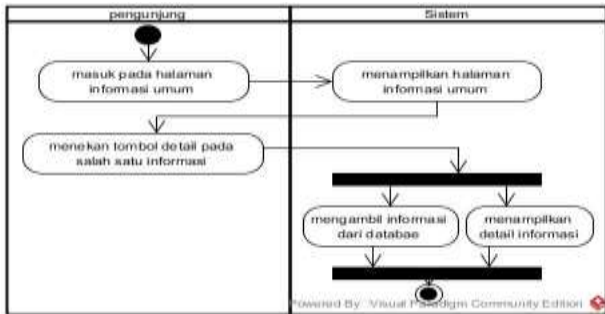 pengunjung
Sistem
masuk pada halaman
informasi umum
menampilkan halaman
informasi umum
menekan tombol detail pada
salah satu informasi
mengambil informasi
dari databae
menampilkan
detail informasi
Powered By Visual Paradigm Community Edition